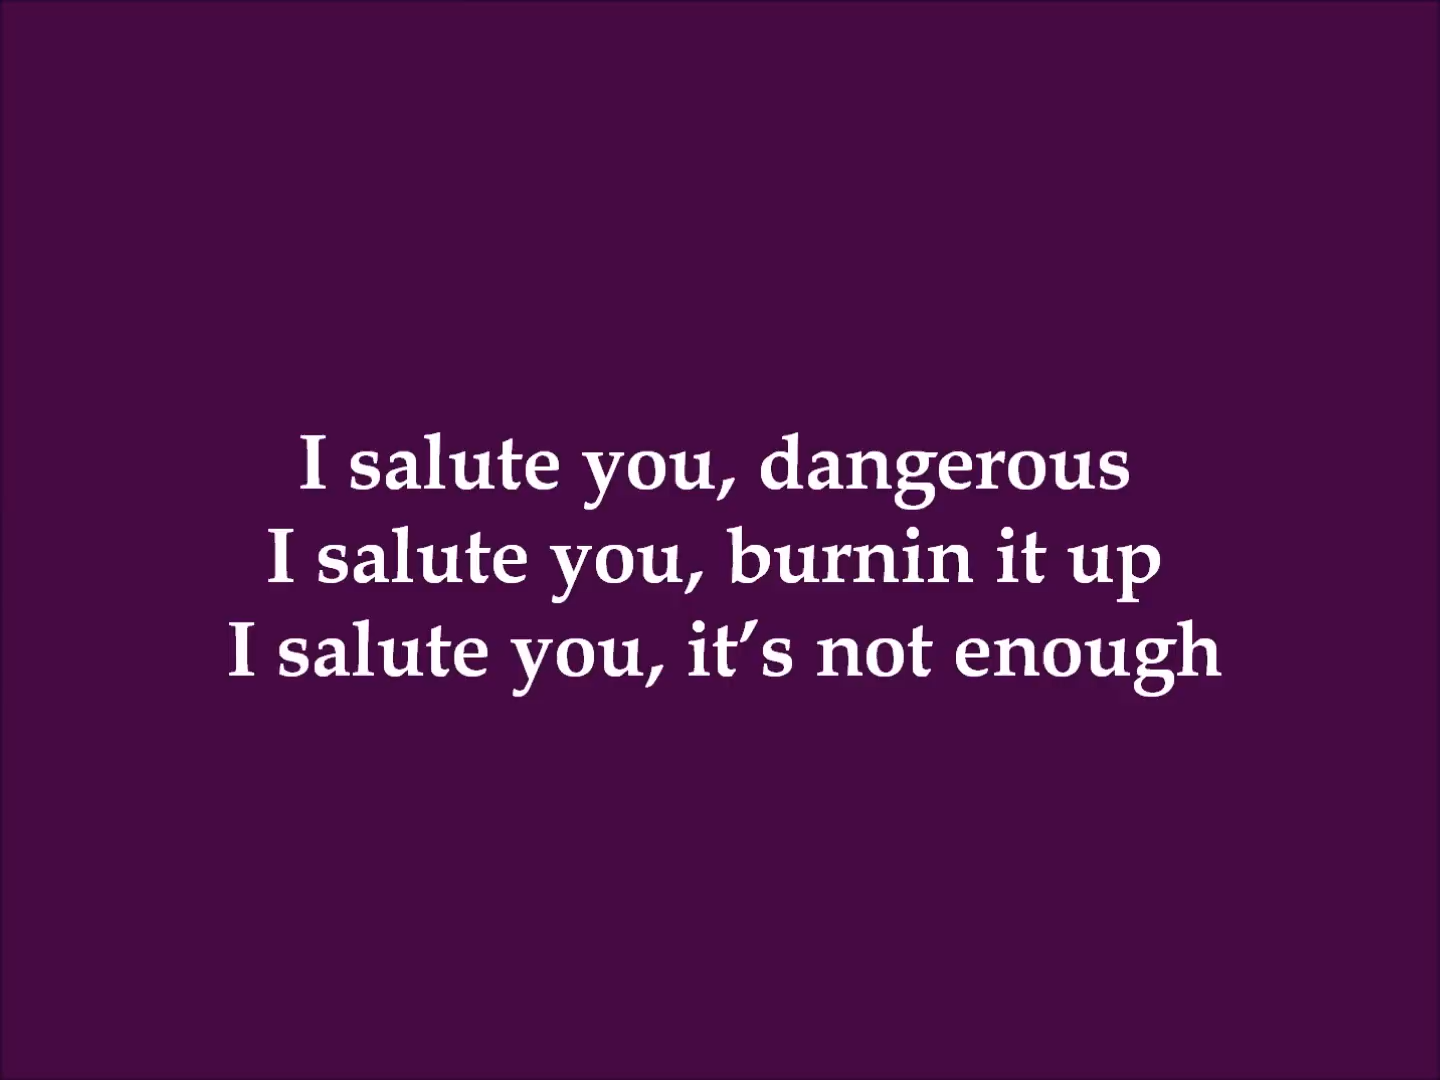 I salute you, dangerous
I salute you, burnin it up
I salute you, it’s not enough